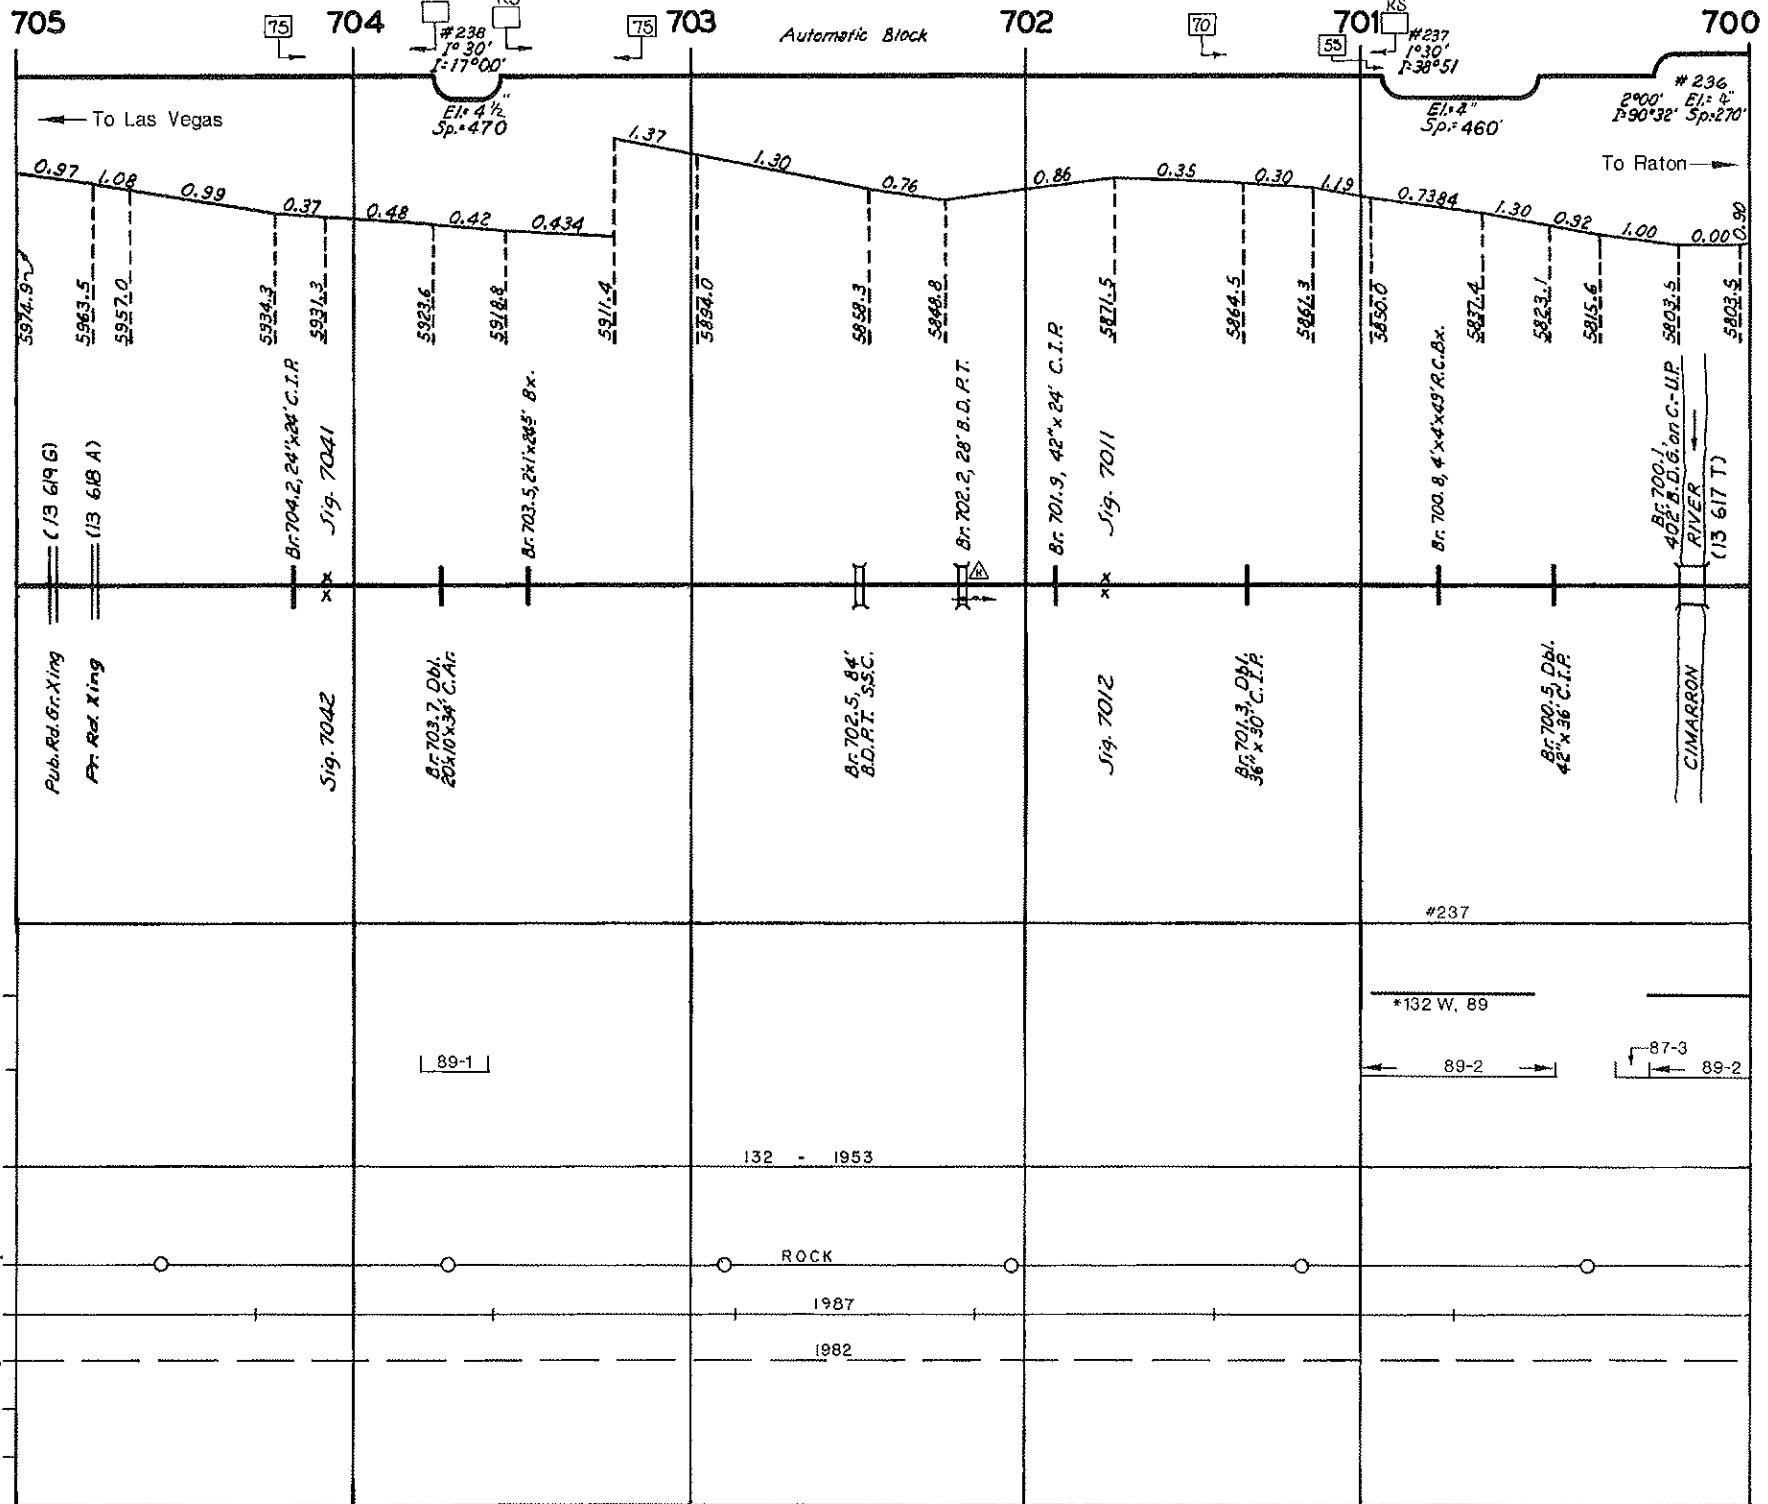 705
704
703
702
701
700
75
RS
75
Automatic Block
70
55
RS
#238
1°30'
I=17°00'
El.= 4 1/2"
Sp.=470
#237
1°30'
I=38°51
El.=4"
Sp.=460'
#236
2°00' El.= 4"
I=90°32' Sp.=270'
To Las Vegas
To Raton
0.97
1.08
0.99
0.37
0.48
0.42
0.434
1.37
1.30
0.76
0.86
0.35
0.30
1.19
0.7384
1.30
0.92
1.00
0.00
0.90
5974.9
5963.5
5957.0
5934.3
5931.3
5923.6
5918.8
5911.4
5894.0
5858.3
5848.8
5871.5
5864.5
5861.3
5850.0
5837.4
5823.1
5815.6
5803.5
5803.5
(13 619 G)
(13 618 A)
Br. 704.2, 24'x24' C.I.P.
Sig. 7041
Br. 703.5, 2'x1'x24.5' Bx.
Br. 702.2, 28' B.D.P.T.
Br. 701.9, 42"x24' C.I.P.
Sig. 7011
Br. 700.8, 4'x4'x49' R.C.Bx.
Br. 700.1,
402' B.D.G. on C.-U.P.
RIVER
(13 617 T)
X
X
X
X
Pub.Rd.Gr.Xing
Pr. Rd. Xing
Sig. 7042
Br. 703.7, Dbl.
20'x10'x34' C.Ar.
Br. 702.5, 84'
B.D.P.T. S.S.C.
Sig. 7012
Br. 701.3, Dbl.
36" x 30' C.I.P.
Br. 700.5, Dbl.
42" x 36' C.I.P.
CIMARRON
#237
*132 W, 89
89-1
89-2
87-3
89-2
132 - 1953
ROCK
1987
1982